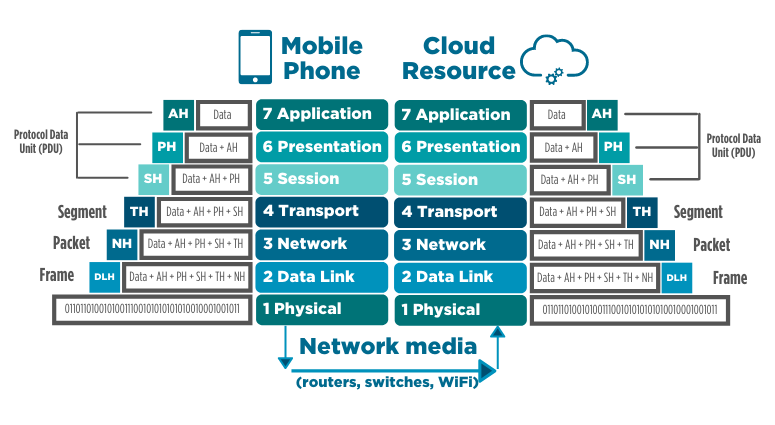 Mobile Phone
Cloud Resource
AH Data 7 Application 7 Application Data AH
Protocol Data Unit (PDU)
PH Data + AH 6 Presentation 6 Presentation Data + AH PH
Protocol Data Unit (PDU)
SH Data + AH + PH 5 Session 5 Session Data + AH + PH SH
Segment TH Data + AH + PH + SH 4 Transport 4 Transport Data + AH + PH + SH TH Segment
Packet NH Data + AH + PH + SH + TH 3 Network 3 Network Data + AH + PH + SH + TH NH Packet
Frame DLH Data + AH + PH + SH + TH + NH 2 Data Link 2 Data Link Data + AH + PH + SH + TH + NH DLH Frame
1 Physical 1 Physical
Network media
(routers, switches, WiFi)